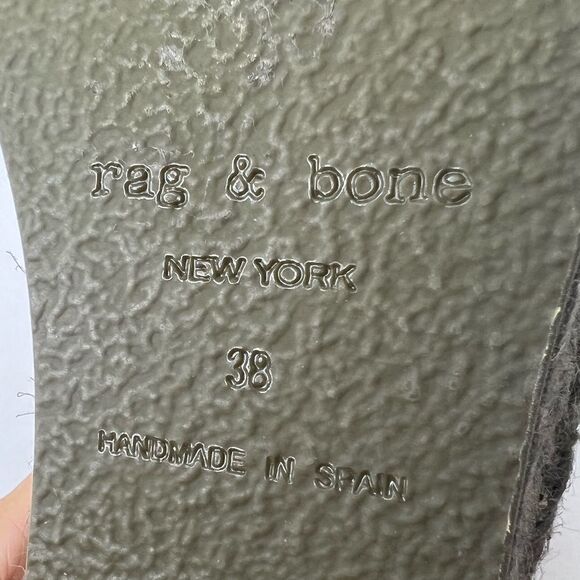 rag & bone
NEW YORK
38
HANDMADE IN SPAIN